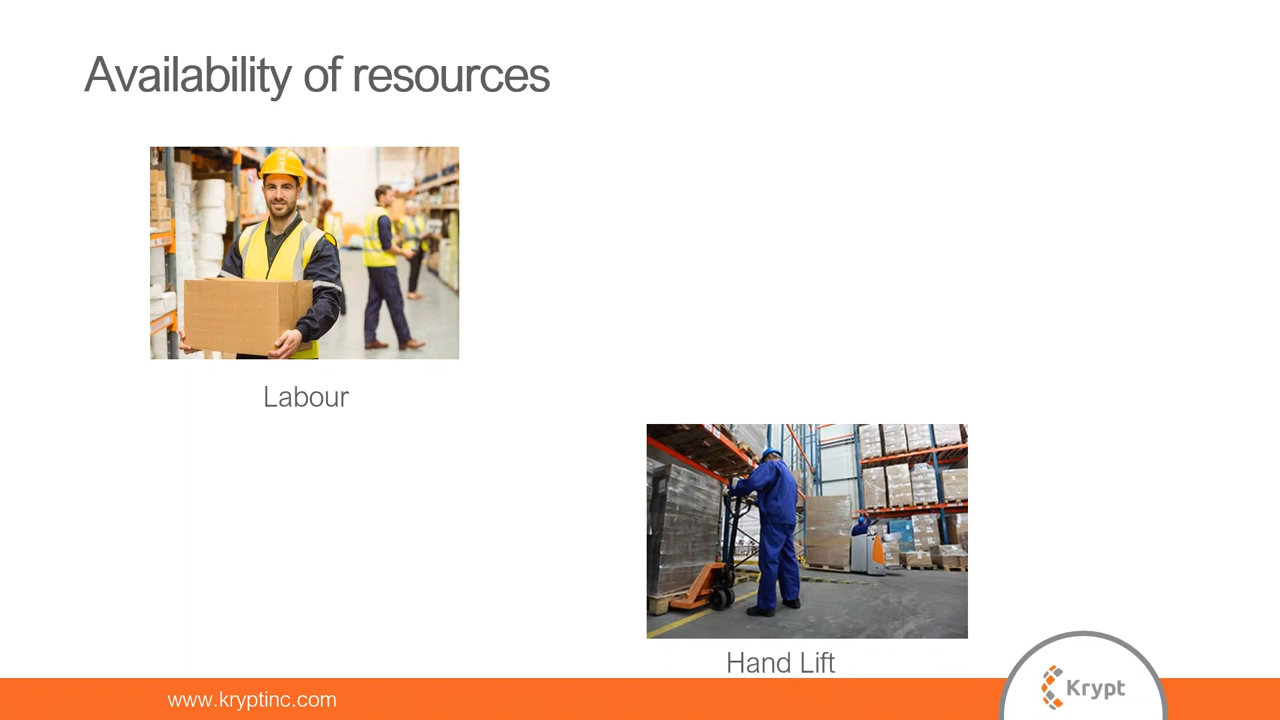 Availability of resources
Labour
Hand Lift
www.kryptinc.com
Krypt